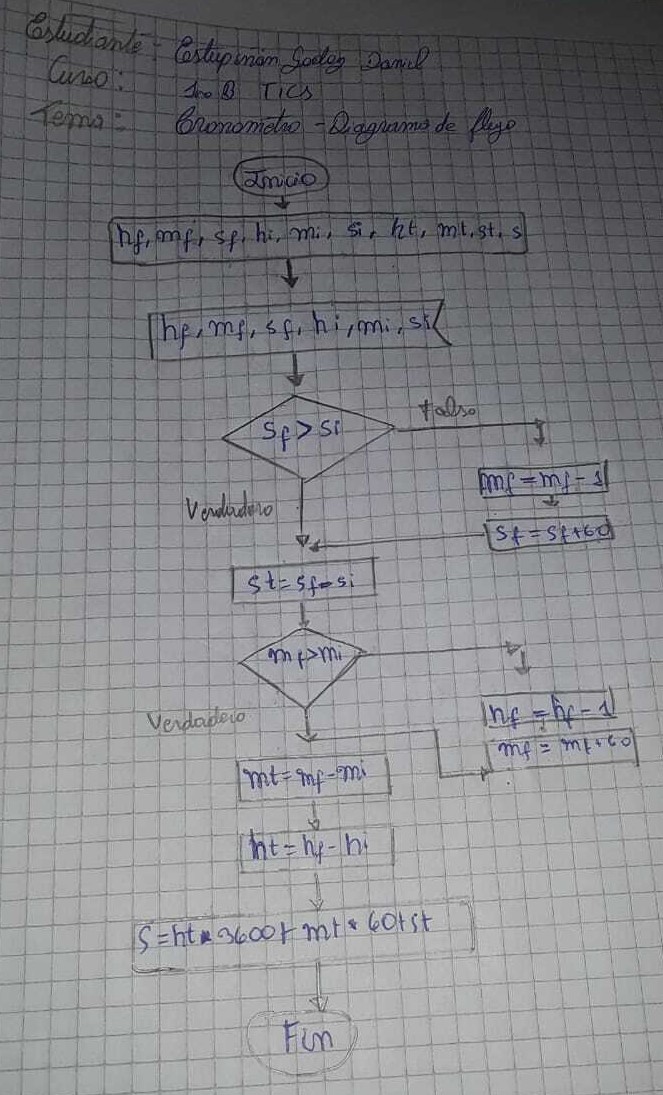 Estudiante - Estupinan Godoy Daniel
Curso: 1ro B TICS
Tema: Cronometro - Diagrama de flujo
Inicio
hf, mf, sf, hi, mi, si, ht, mt, st, s
hf, mf, sf, hi, mi, si
sf > si
falso
mf = mf - 1
Verdadero
sf = sf + 60
st = sf - si
mf > mi
Verdadero
hf = hf - 1
mf = mf + 60
mt = mf - mi
ht = hf - hi
S = ht * 3600 + mt * 60 + st
Fin